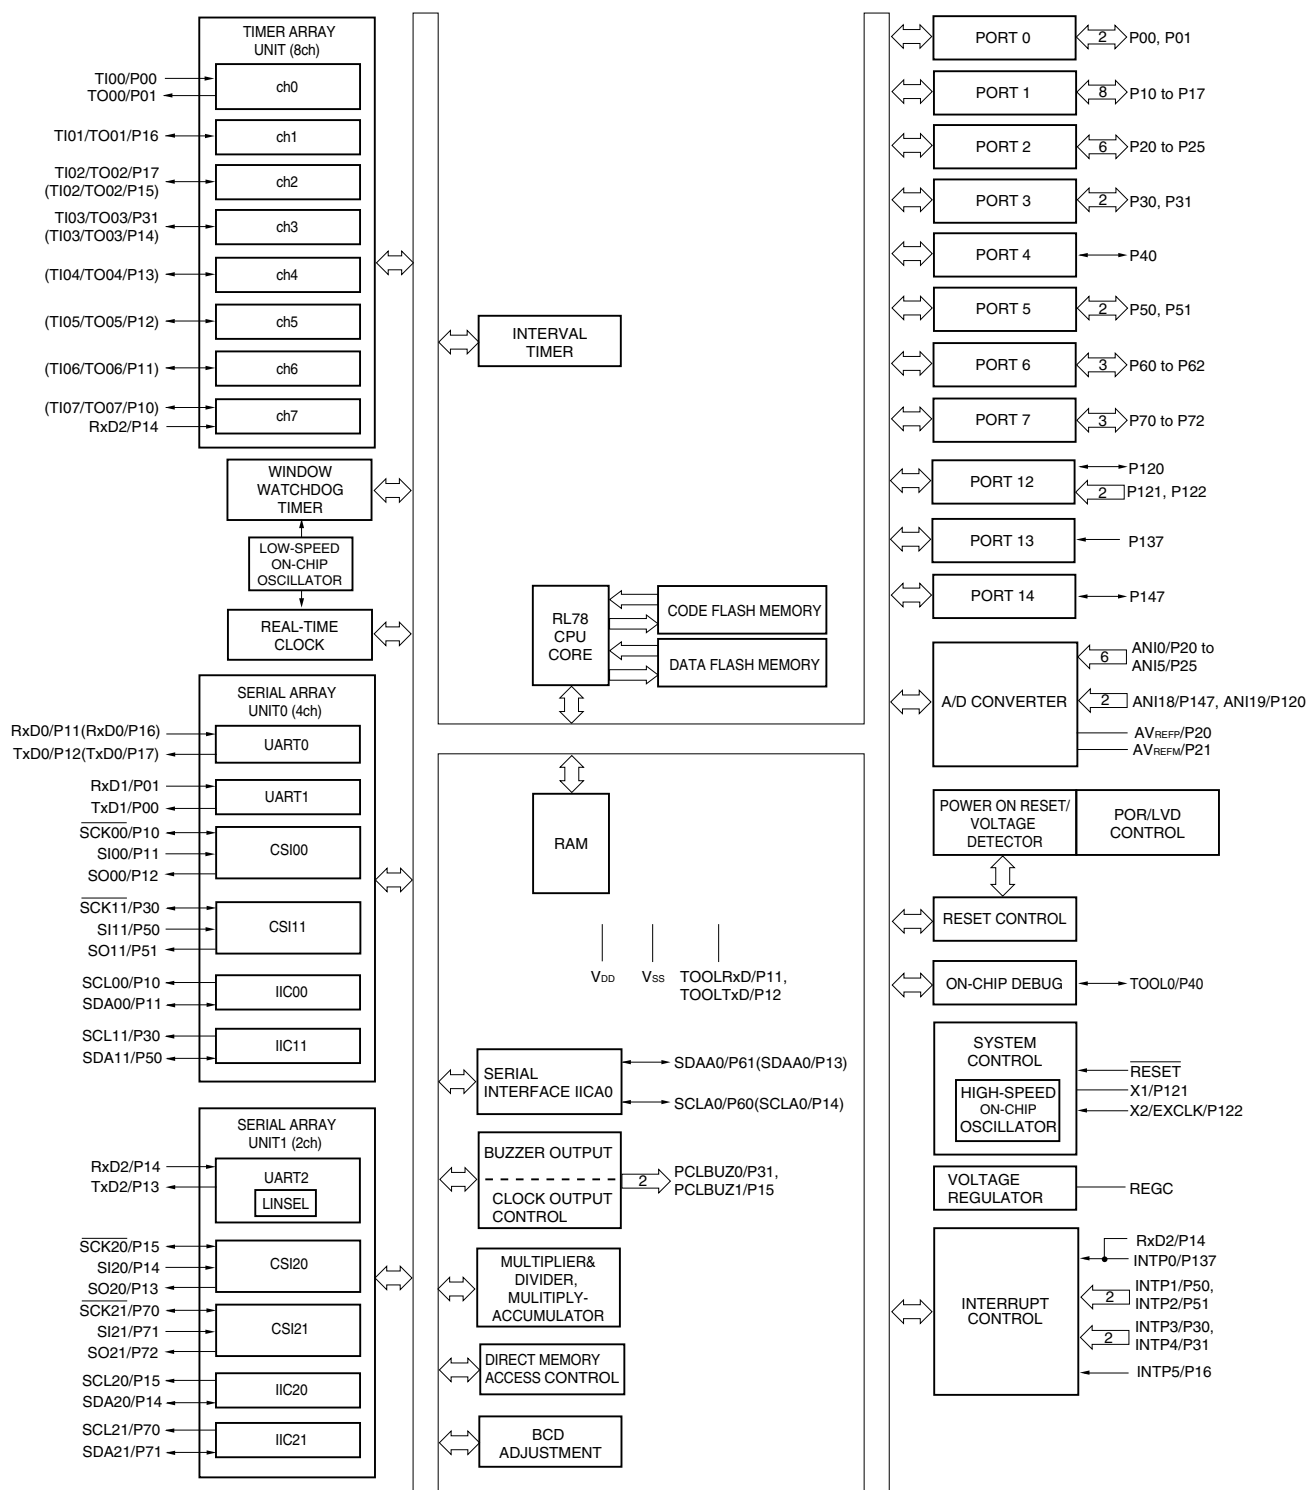 TIMER ARRAY
UNIT (8ch)
TI00/P00
TO00/P01
ch0
TI01/TO01/P16
ch1
TI02/TO02/P17
(TI02/TO02/P15)
ch2
TI03/TO03/P31
(TI03/TO03/P14)
ch3
(TI04/TO04/P13)
ch4
(TI05/TO05/P12)
ch5
(TI06/TO06/P11)
ch6
(TI07/TO07/P10)
RxD2/P14
ch7
WINDOW
WATCHDOG
TIMER
LOW-SPEED
ON-CHIP
OSCILLATOR
REAL-TIME
CLOCK
SERIAL ARRAY
UNIT0 (4ch)
RxD0/P11(RxD0/P16)
TxD0/P12(TxD0/P17)
UART0
RxD1/P01
TxD1/P00
UART1
SCK00/P10
SI00/P11
SO00/P12
CSI00
SCK11/P30
SI11/P50
SO11/P51
CSI11
SCL00/P10
SDA00/P11
IIC00
SCL11/P30
SDA11/P50
IIC11
SERIAL ARRAY
UNIT1 (2ch)
RxD2/P14
TxD2/P13
UART2
LINSEL
SCK20/P15
SI20/P14
SO20/P13
CSI20
SCK21/P70
SI21/P71
SO21/P72
CSI21
SCL20/P15
SDA20/P14
IIC20
SCL21/P70
SDA21/P71
IIC21
INTERVAL
TIMER
RL78
CPU
CORE
CODE FLASH MEMORY
DATA FLASH MEMORY
RAM
VDD
VSS
TOOLRxD/P11,
TOOLTxD/P12
SERIAL
INTERFACE IICA0
SDAA0/P61(SDAA0/P13)
SCLA0/P60(SCLA0/P14)
BUZZER OUTPUT
CLOCK OUTPUT
CONTROL
2
PCLBUZ0/P31,
PCLBUZ1/P15
MULTIPLIER&
DIVIDER,
MULITIPLY-
ACCUMULATOR
DIRECT MEMORY
ACCESS CONTROL
BCD
ADJUSTMENT
PORT 0
2
P00, P01
PORT 1
8
P10 to P17
PORT 2
6
P20 to P25
PORT 3
2
P30, P31
PORT 4
P40
PORT 5
2
P50, P51
PORT 6
3
P60 to P62
PORT 7
3
P70 to P72
PORT 12
P120
2
P121, P122
PORT 13
P137
PORT 14
P147
A/D CONVERTER
6
ANI0/P20 to
ANI5/P25
2
ANI18/P147, ANI19/P120
AVREFP/P20
AVREFM/P21
POWER ON RESET/
VOLTAGE
DETECTOR
POR/LVD
CONTROL
RESET CONTROL
ON-CHIP DEBUG
TOOL0/P40
SYSTEM
CONTROL
HIGH-SPEED
ON-CHIP
OSCILLATOR
RESET
X1/P121
X2/EXCLK/P122
VOLTAGE
REGULATOR
REGC
INTERRUPT
CONTROL
RxD2/P14
INTP0/P137
2
INTP1/P50,
INTP2/P51
2
INTP3/P30,
INTP4/P31
INTP5/P16